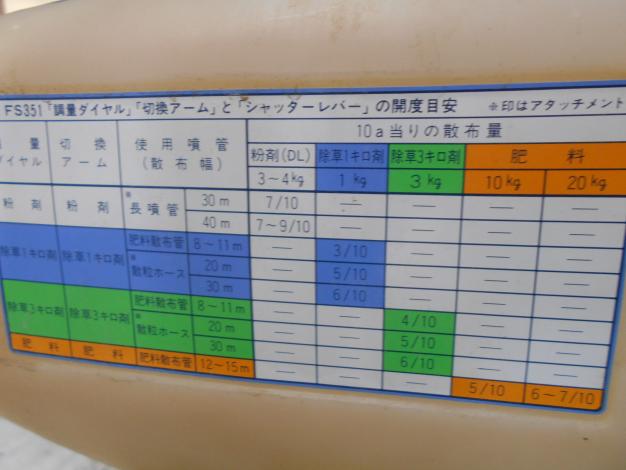 FS351「調量ダイヤル」「切換アーム」と「シャッターレバー」の開度目安 ※印はアタッチメント
量 切換 使用噴管 10a当りの散布量
ダイヤル アーム (散布幅) 粉剤(DL) 除草1キロ剤 除草3キロ剤 肥料
3〜4kg 1kg 3kg 10kg 20kg
粉剤 粉剤 ※長噴管 30m 7/10 — — — —
40m 7〜9/10 — — — —
除草1キロ剤 除草1キロ剤 肥料散布管 8〜11m — 3/10 — — —
※散粒ホース 20m — 5/10 — — —
30m — 6/10 — — —
除草3キロ剤 除草3キロ剤 肥料散布管 8〜11m — — 4/10 — —
※散粒ホース 20m — — 5/10 — —
30m — — 6/10 — —
肥料 肥料 肥料散布管 12〜15m — — — 5/10 6〜7/10